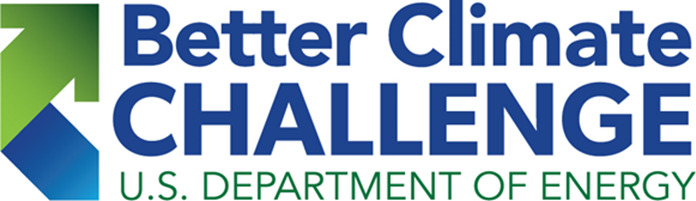 Better Climate
CHALLENGE
U.S. DEPARTMENT OF ENERGY